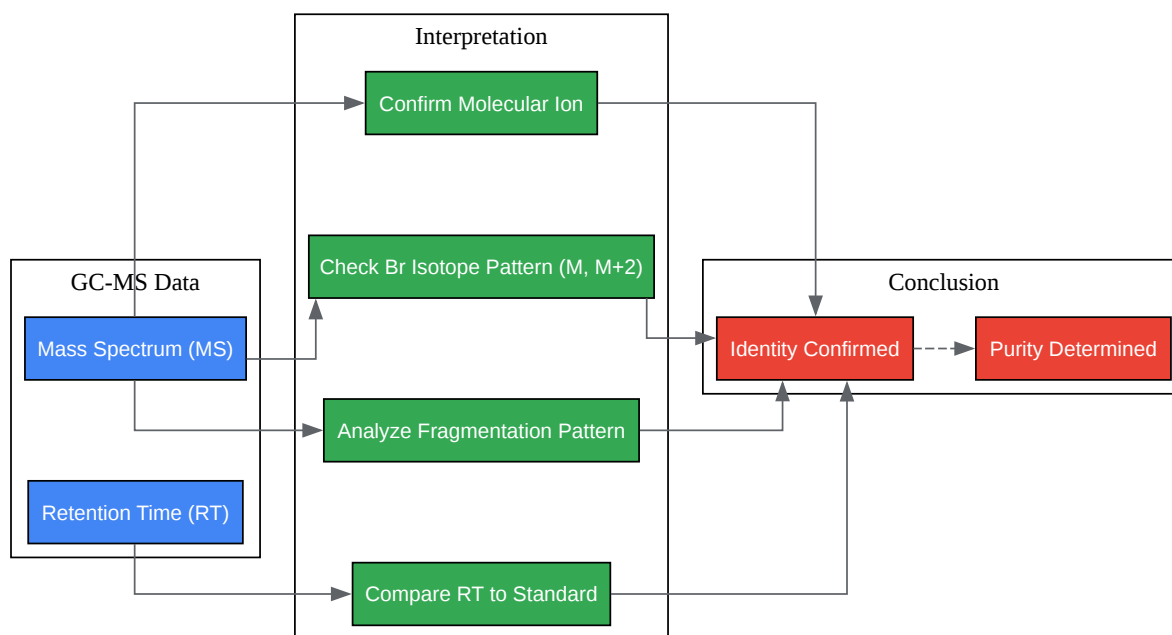 Interpretation
Confirm Molecular Ion
Check Br Isotope Pattern (M, M+2)
Analyze Fragmentation Pattern
Compare RT to Standard
GC-MS Data
Mass Spectrum (MS)
Retention Time (RT)
Conclusion
Identity Confirmed
Purity Determined